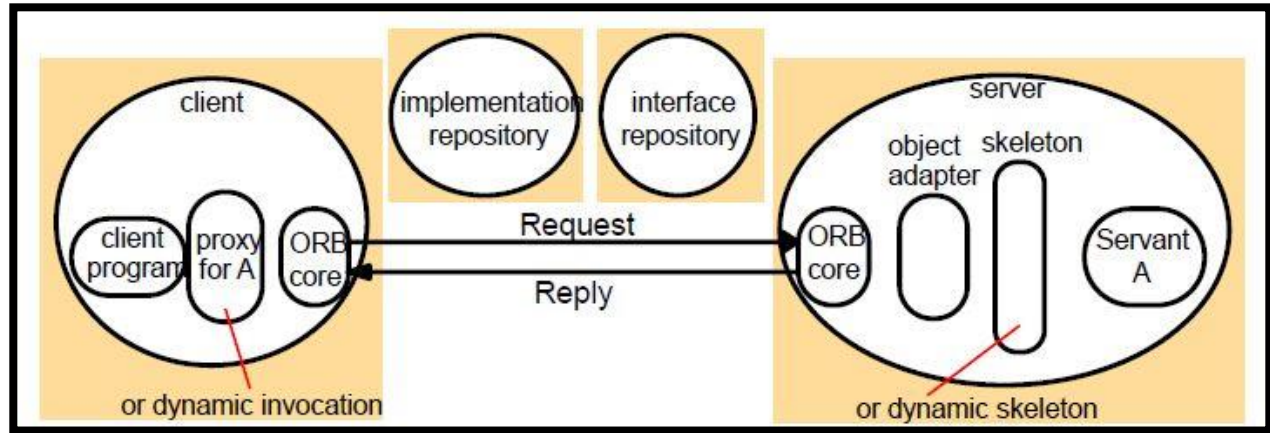 client
client
program
proxy
for A
ORB
core
or dynamic invocation
implementation
repository
interface
repository
Request
Reply
server
ORB
core
object
adapter
skeleton
Servant
A
or dynamic skeleton